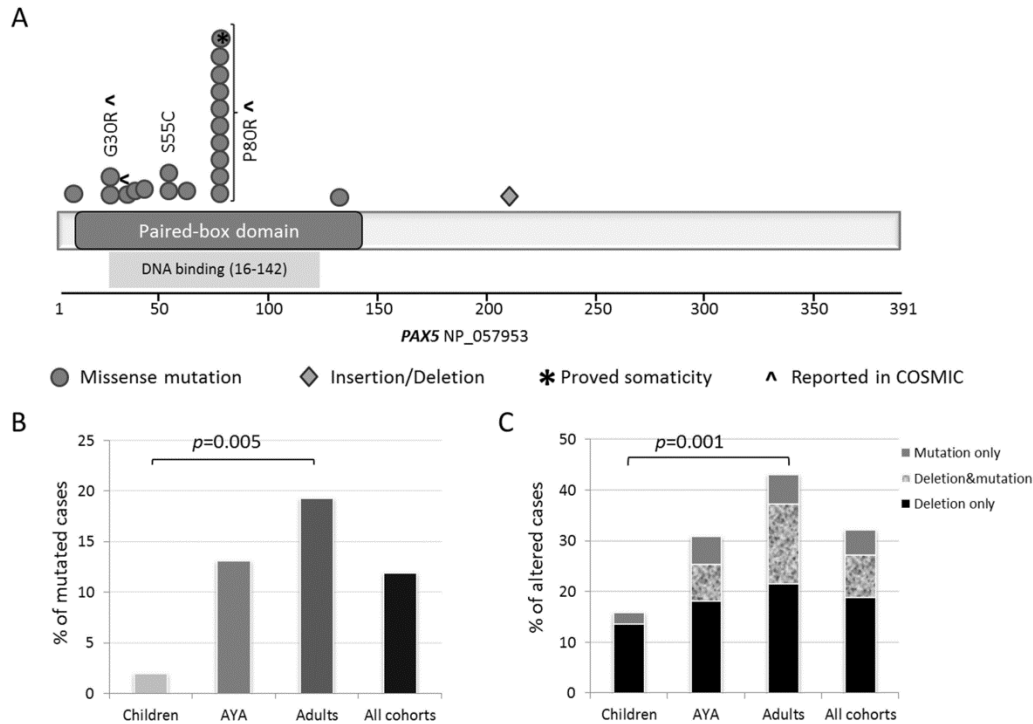 A
G30R ^
^
S55C
P80R ^
*
Paired-box domain
DNA binding (16-142)
1 50 100 150 200 250 300 350 391
PAX5 NP_057953
Missense mutation Insertion/Deletion * Proved somaticity ^ Reported in COSMIC
B
% of mutated cases
25
20
15
10
5
0
p=0.005
Children AYA Adults All cohorts
C
% of altered cases
50
40
30
20
10
0
p=0.001
Children AYA Adults All cohorts
Mutation only
Deletion&mutation
Deletion only